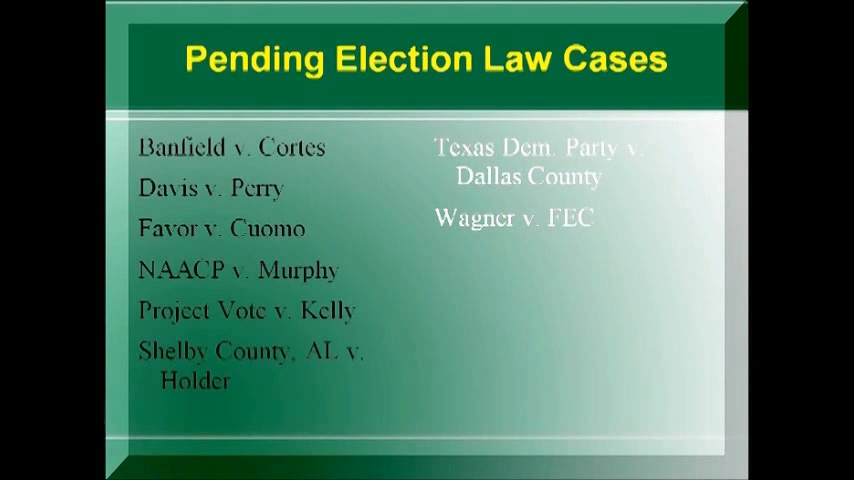 Pending Election Law Cases
Banfield v. Cortes
Davis v. Perry
Favor v. Cuomo
NAACP v. Murphy
Project Vote v. Kelly
Shelby County, AL v.
Holder
Texas Dem. Party v.
Dallas County
Wagner v. FEC